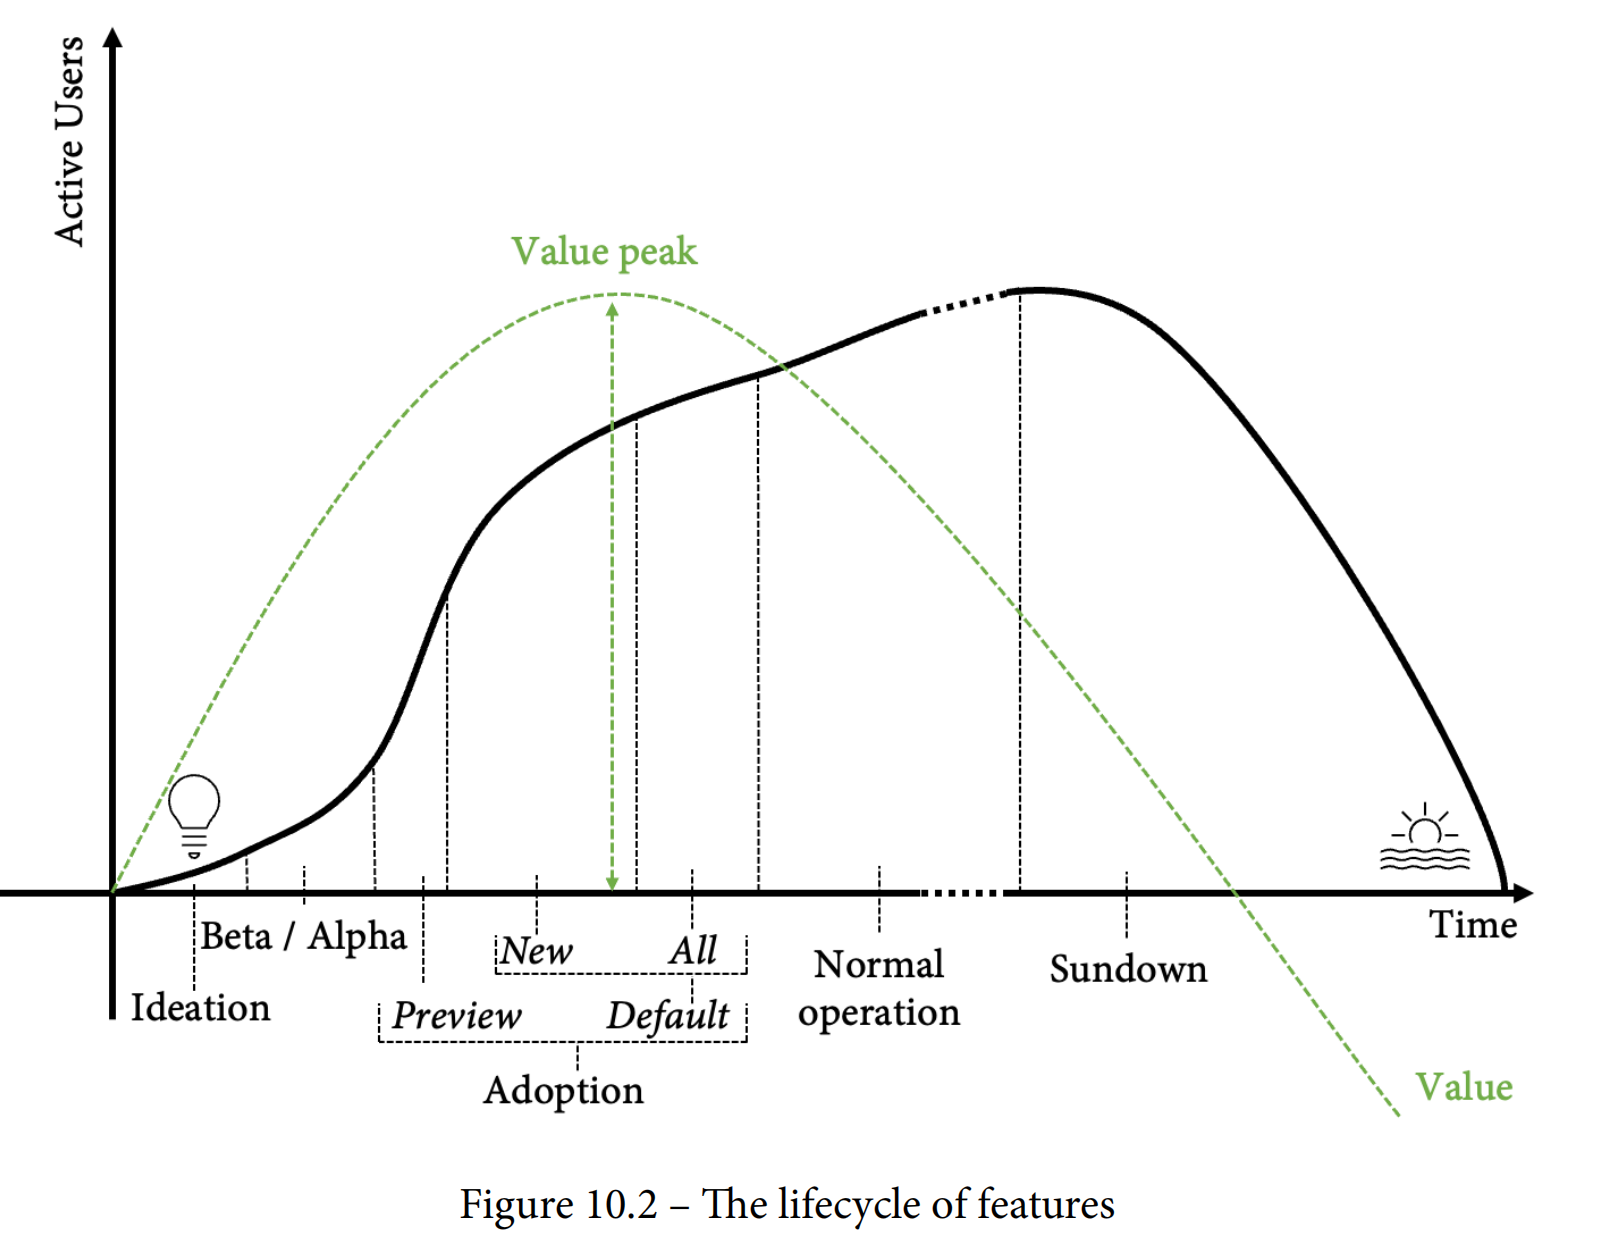 Active Users
Value peak
Beta / Alpha
New
All
Time
Ideation
Preview
Default
Normal
operation
Sundown
Adoption
Value
Figure 10.2 – The lifecycle of features